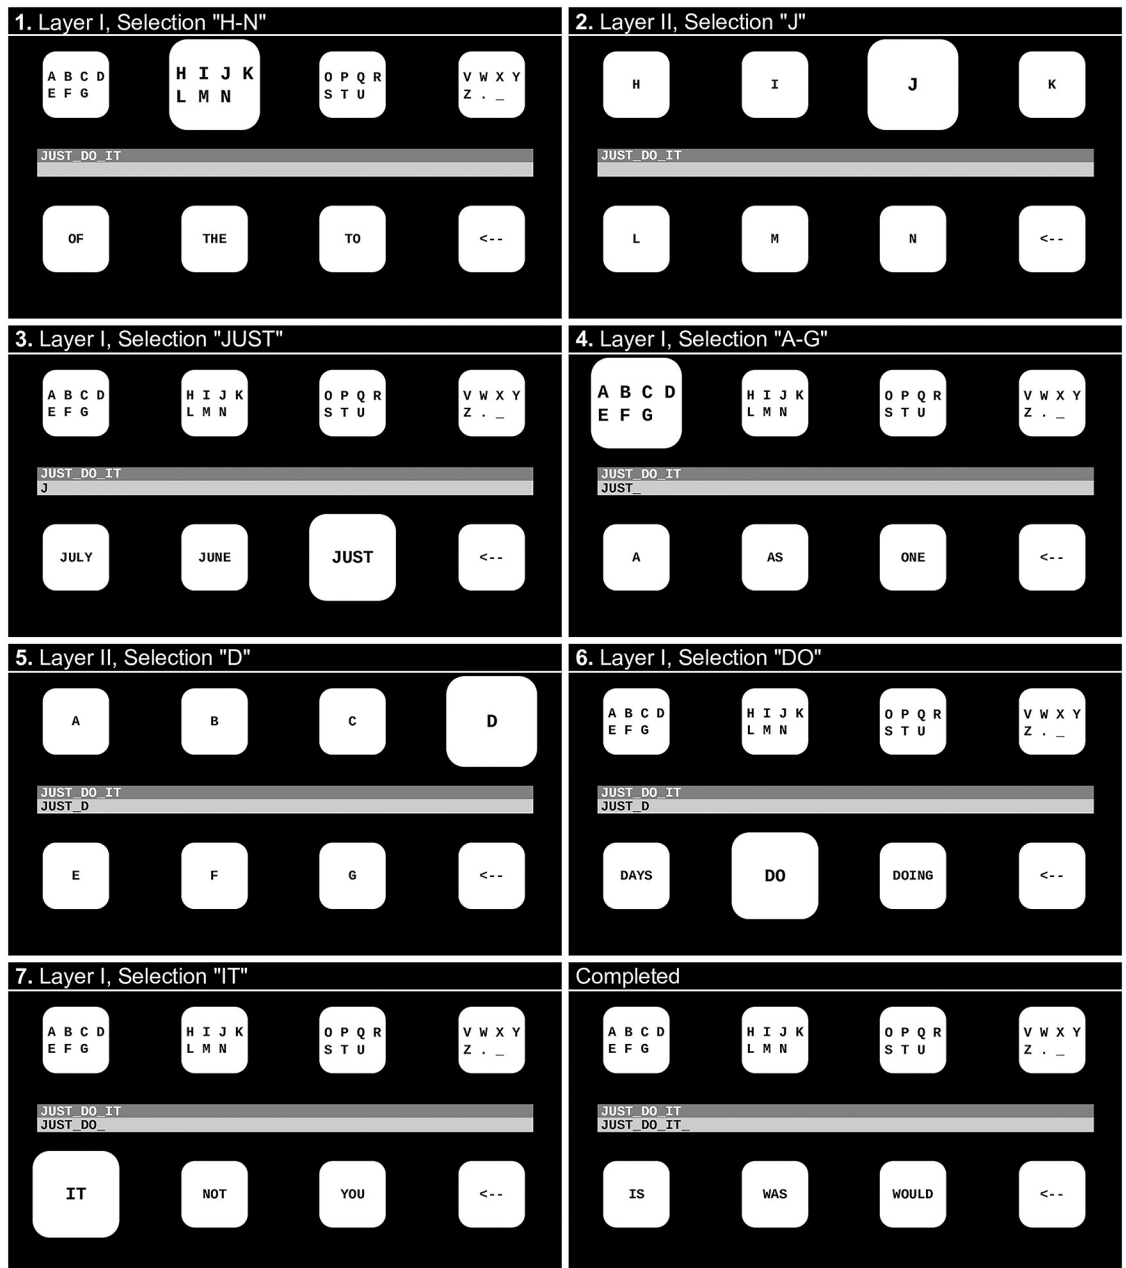 1. Layer I, Selection "H-N"
A B C D
E F G
H I J K
L M N
O P Q R
S T U
V W X Y
Z . _
JUST_DO_IT
OF
THE
TO
<--
2. Layer II, Selection "J"
H
I
J
K
JUST_DO_IT
L
M
N
<--
3. Layer I, Selection "JUST"
A B C D
E F G
H I J K
L M N
O P Q R
S T U
V W X Y
Z . _
JUST_DO_IT
J
JULY
JUNE
JUST
<--
4. Layer I, Selection "A-G"
A B C D
E F G
H I J K
L M N
O P Q R
S T U
V W X Y
Z . _
JUST_DO_IT
JUST_
A
AS
ONE
<--
5. Layer II, Selection "D"
A
B
C
D
JUST_DO_IT
JUST_D
E
F
G
<--
6. Layer I, Selection "DO"
A B C D
E F G
H I J K
L M N
O P Q R
S T U
V W X Y
Z . _
JUST_DO_IT
JUST_D
DAYS
DO
DOING
<--
7. Layer I, Selection "IT"
A B C D
E F G
H I J K
L M N
O P Q R
S T U
V W X Y
Z . _
JUST_DO_IT
JUST_DO_
IT
NOT
YOU
<--
Completed
A B C D
E F G
H I J K
L M N
O P Q R
S T U
V W X Y
Z . _
JUST_DO_IT
JUST_DO_IT_
IS
WAS
WOULD
<--